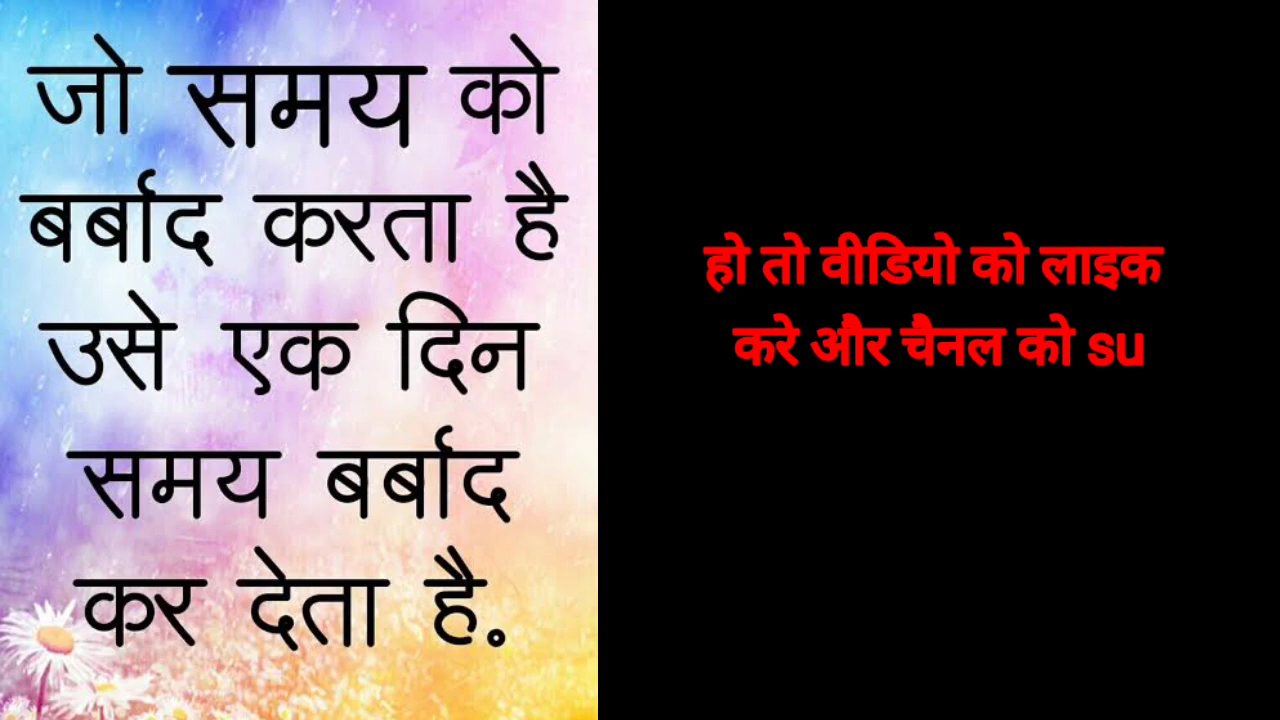 जो समय को
बर्बाद करता है
उसे एक दिन
समय बर्बाद
कर देता है.
हो तो वीडियो को लाइक
करे और चैनल को su